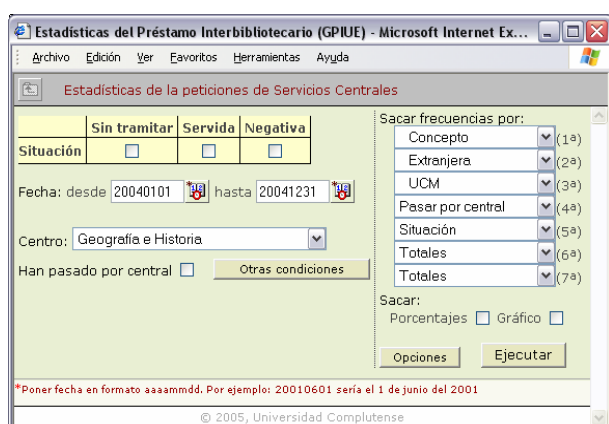 Estadísticas del Préstamo Interbibliotecario (GPIUE) - Microsoft Internet Ex...
Archivo Edición Ver Favoritos Herramientas Ayuda
Estadísticas de la peticiones de Servicios Centrales
Sin tramitar Servida Negativa
Situación
Fecha: desde 20040101 hasta 20041231
Centro: Geografía e Historia
Han pasado por central Otras condiciones
Sacar frecuencias por:
Concepto (1ª)
Extranjera (2ª)
UCM (3ª)
Pasar por central (4ª)
Situación (5ª)
Totales (6ª)
Totales (7ª)
Sacar:
Porcentajes Gráfico
Opciones Ejecutar
*Poner fecha en formato aaaammdd. Por ejemplo: 20010601 sería el 1 de junio del 2001
© 2005, Universidad Complutense